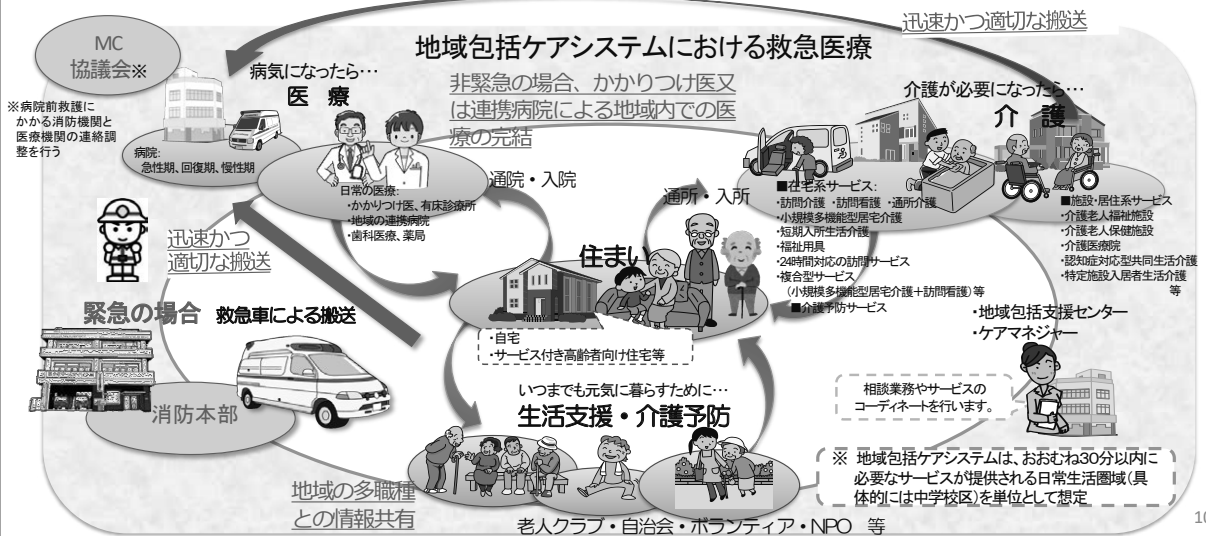 迅速かつ適切な搬送
MC
協議会※
地域包括ケアシステムにおける救急医療
病気になったら…
医 療
非緊急の場合、かかりつけ医又
は連携病院による地域内での医
療の完結
介護が必要になったら…
介 護
※病院前救護に
かかる消防機関と
医療機関の連絡調
整を行う
病院:
急性期、回復期、慢性期
日常の医療:
・かかりつけ医、有床診療所
・地域の連携病院
・歯科医療、薬局
通院・入院
通所・入所
■在宅系サービス:
・訪問介護 ・訪問看護 ・通所介護
・小規模多機能型居宅介護
・短期入所生活介護
・福祉用具
・24時間対応の訪問サービス
・複合型サービス
(小規模多機能型居宅介護+訪問看護)等
■介護予防サービス
■施設・居住系サービス
・介護老人福祉施設
・介護老人保健施設
・介護医療院
・認知症対応型共同生活介護
・特定施設入居者生活介護
等
迅速かつ
適切な搬送
住まい
緊急の場合 救急車による搬送
・自宅
・サービス付き高齢者向け住宅等
・地域包括支援センター
・ケアマネジャー
相談業務やサービスの
コーディネートを行います。
消防本部
いつまでも元気に暮らすために…
生活支援・介護予防
※ 地域包括ケアシステムは、おおむね30分以内に
必要なサービスが提供される日常生活圏域(具
体的には中学校区)を単位として想定
地域の多職種
との情報共有
老人クラブ・自治会・ボランティア・NPO 等
10